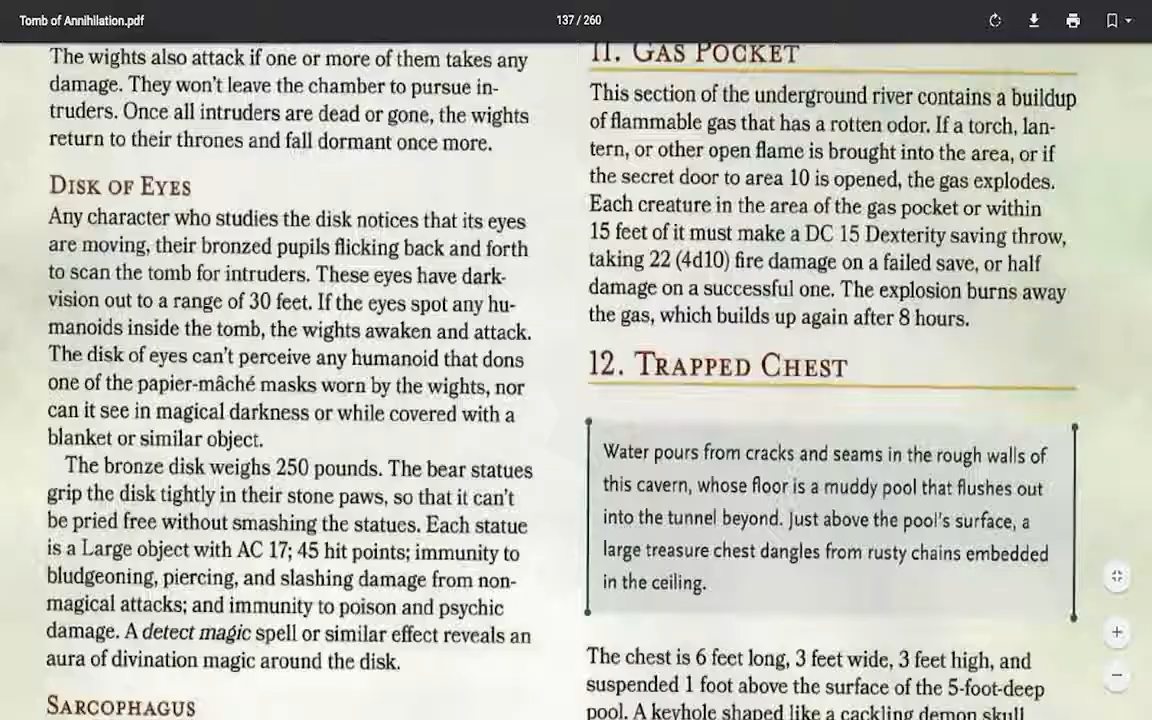 Tomb of Annihilation.pdf
137 / 260
The wights also attack if one or more of them takes any
damage. They won't leave the chamber to pursue in-
truders. Once all intruders are dead or gone, the wights
return to their thrones and fall dormant once more.
DISK OF EYES
Any character who studies the disk notices that its eyes
are moving, their bronzed pupils flicking back and forth
to scan the tomb for intruders. These eyes have dark-
vision out to a range of 30 feet. If the eyes spot any hu-
manoids inside the tomb, the wights awaken and attack.
The disk of eyes can't perceive any humanoid that dons
one of the papier-mâché masks worn by the wights, nor
can it see in magical darkness or while covered with a
blanket or similar object.
The bronze disk weighs 250 pounds. The bear statues
grip the disk tightly in their stone paws, so that it can't
be pried free without smashing the statues. Each statue
is a Large object with AC 17; 45 hit points; immunity to
bludgeoning, piercing, and slashing damage from non-
magical attacks; and immunity to poison and psychic
damage. A detect magic spell or similar effect reveals an
aura of divination magic around the disk.
SARCOPHAGUS
11. GAS POCKET
This section of the underground river contains a buildup
of flammable gas that has a rotten odor. If a torch, lan-
tern, or other open flame is brought into the area, or if
the secret door to area 10 is opened, the gas explodes.
Each creature in the area of the gas pocket or within
15 feet of it must make a DC 15 Dexterity saving throw,
taking 22 (4d10) fire damage on a failed save, or half
damage on a successful one. The explosion burns away
the gas, which builds up again after 8 hours.
12. TRAPPED CHEST
Water pours from cracks and seams in the rough walls of
this cavern, whose floor is a muddy pool that flushes out
into the tunnel beyond. Just above the pool's surface, a
large treasure chest dangles from rusty chains embedded
in the ceiling.
The chest is 6 feet long, 3 feet wide, 3 feet high, and
suspended 1 foot above the surface of the 5-foot-deep
pool. A keyhole shaped like a cackling demon skull